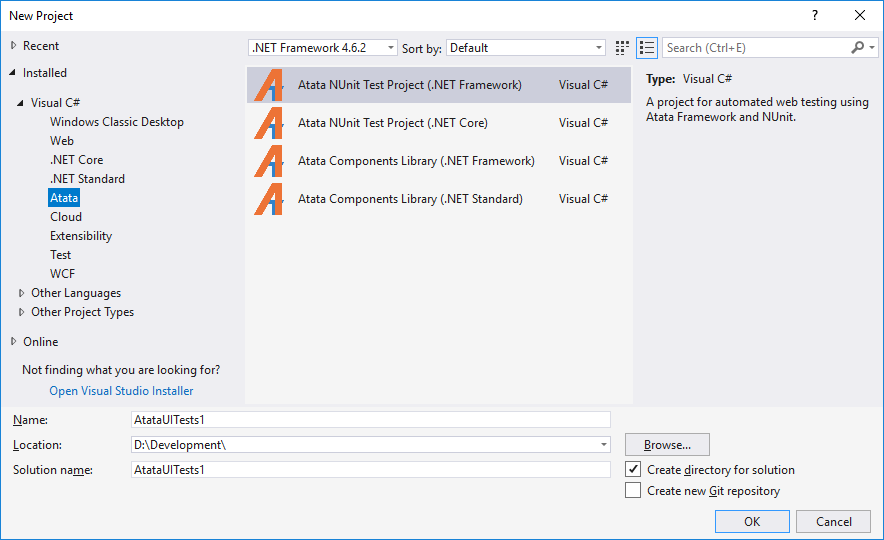 New Project
?
Recent
.NET Framework 4.6.2
Sort by:
Default
Search (Ctrl+E)
Installed
Visual C#
Windows Classic Desktop
Web
.NET Core
.NET Standard
Atata
Cloud
Extensibility
Test
WCF
Other Languages
Other Project Types
Online
Not finding what you are looking for?
Open Visual Studio Installer
Atata NUnit Test Project (.NET Framework) Visual C#
Atata NUnit Test Project (.NET Core) Visual C#
Atata Components Library (.NET Framework) Visual C#
Atata Components Library (.NET Standard) Visual C#
Type: Visual C#
A project for automated web testing using
Atata Framework and NUnit.
Name: AtataUITests1
Location: D:\Development\
Browse...
Solution name: AtataUITests1
Create directory for solution
Create new Git repository
OK
Cancel